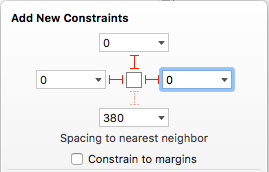 Add New Constraints
0
0 0
380
Spacing to nearest neighbor
Constrain to margins